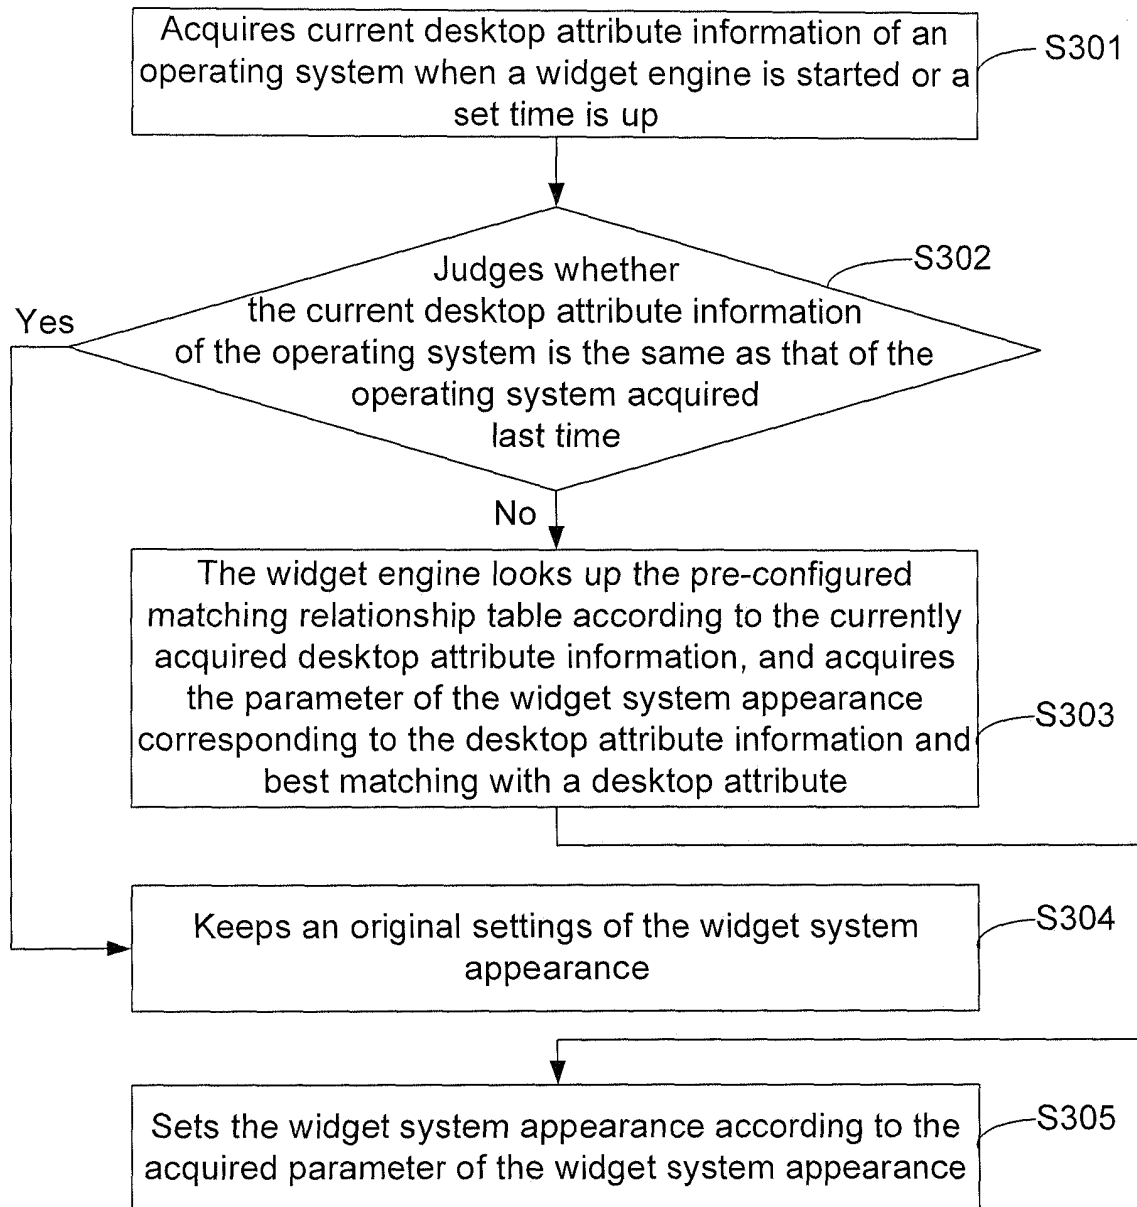 Acquires current desktop attribute information of an
operating system when a widget engine is started or a
set time is up
S301
Judges whether
the current desktop attribute information
of the operating system is the same as that of the
operating system acquired
last time
S302
Yes
No
The widget engine looks up the pre-configured
matching relationship table according to the currently
acquired desktop attribute information, and acquires
the parameter of the widget system appearance
corresponding to the desktop attribute information and
best matching with a desktop attribute
S303
Keeps an original settings of the widget system
appearance
S304
Sets the widget system appearance according to the
acquired parameter of the widget system appearance
S305